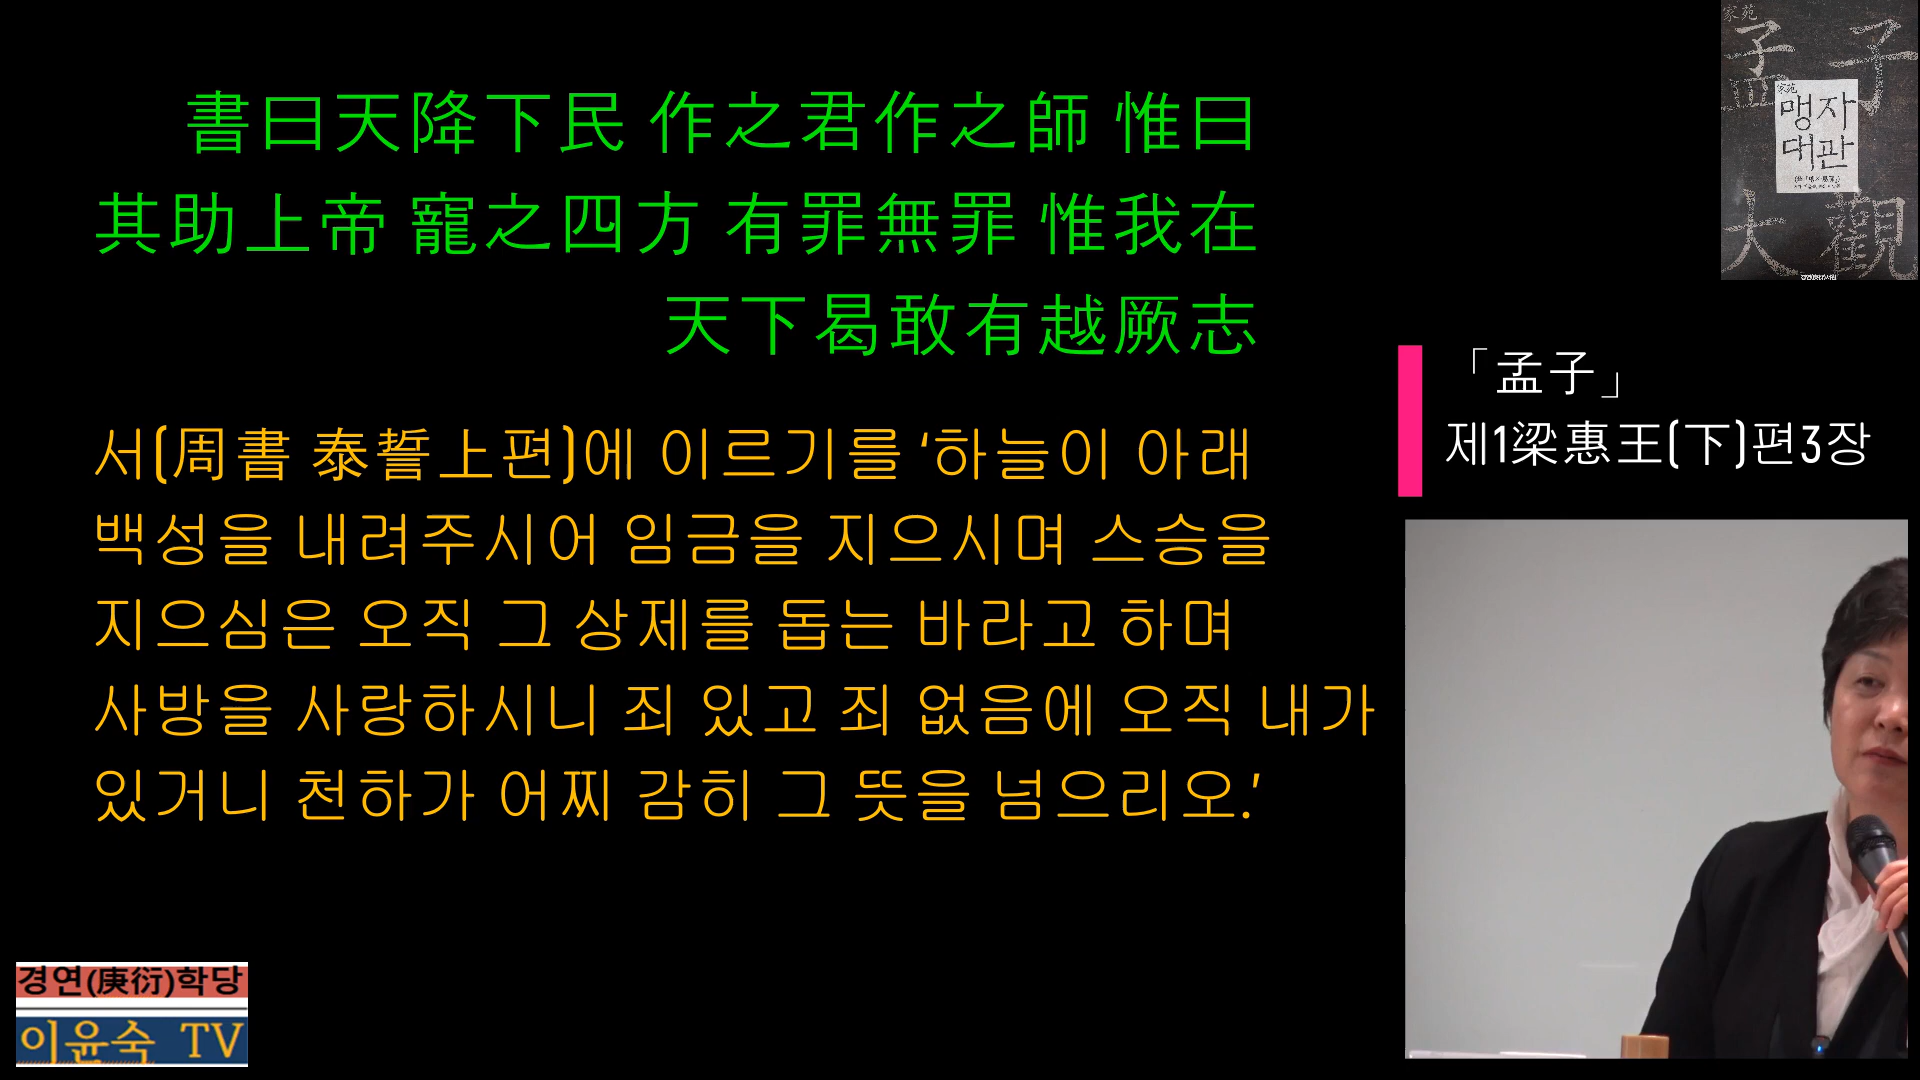 書曰天降下民 作之君作之師 惟曰
其助上帝 寵之四方 有罪無罪 惟我在
天下曷敢有越厥志
서(周書 泰誓上편)에 이르기를 ‘하늘이 아래
백성을 내려주시어 임금을 지으시며 스승을
지으심은 오직 그 상제를 돕는 바라고 하며
사방을 사랑하시니 죄 있고 죄 없음에 오직 내가
있거니 천하가 어찌 감히 그 뜻을 넘으리오.’
家苑
孟子
家苑
맹자
대관
大觀
「孟子」
제1梁惠王(下)편3장
경연(庚衍)학당
이윤숙 TV